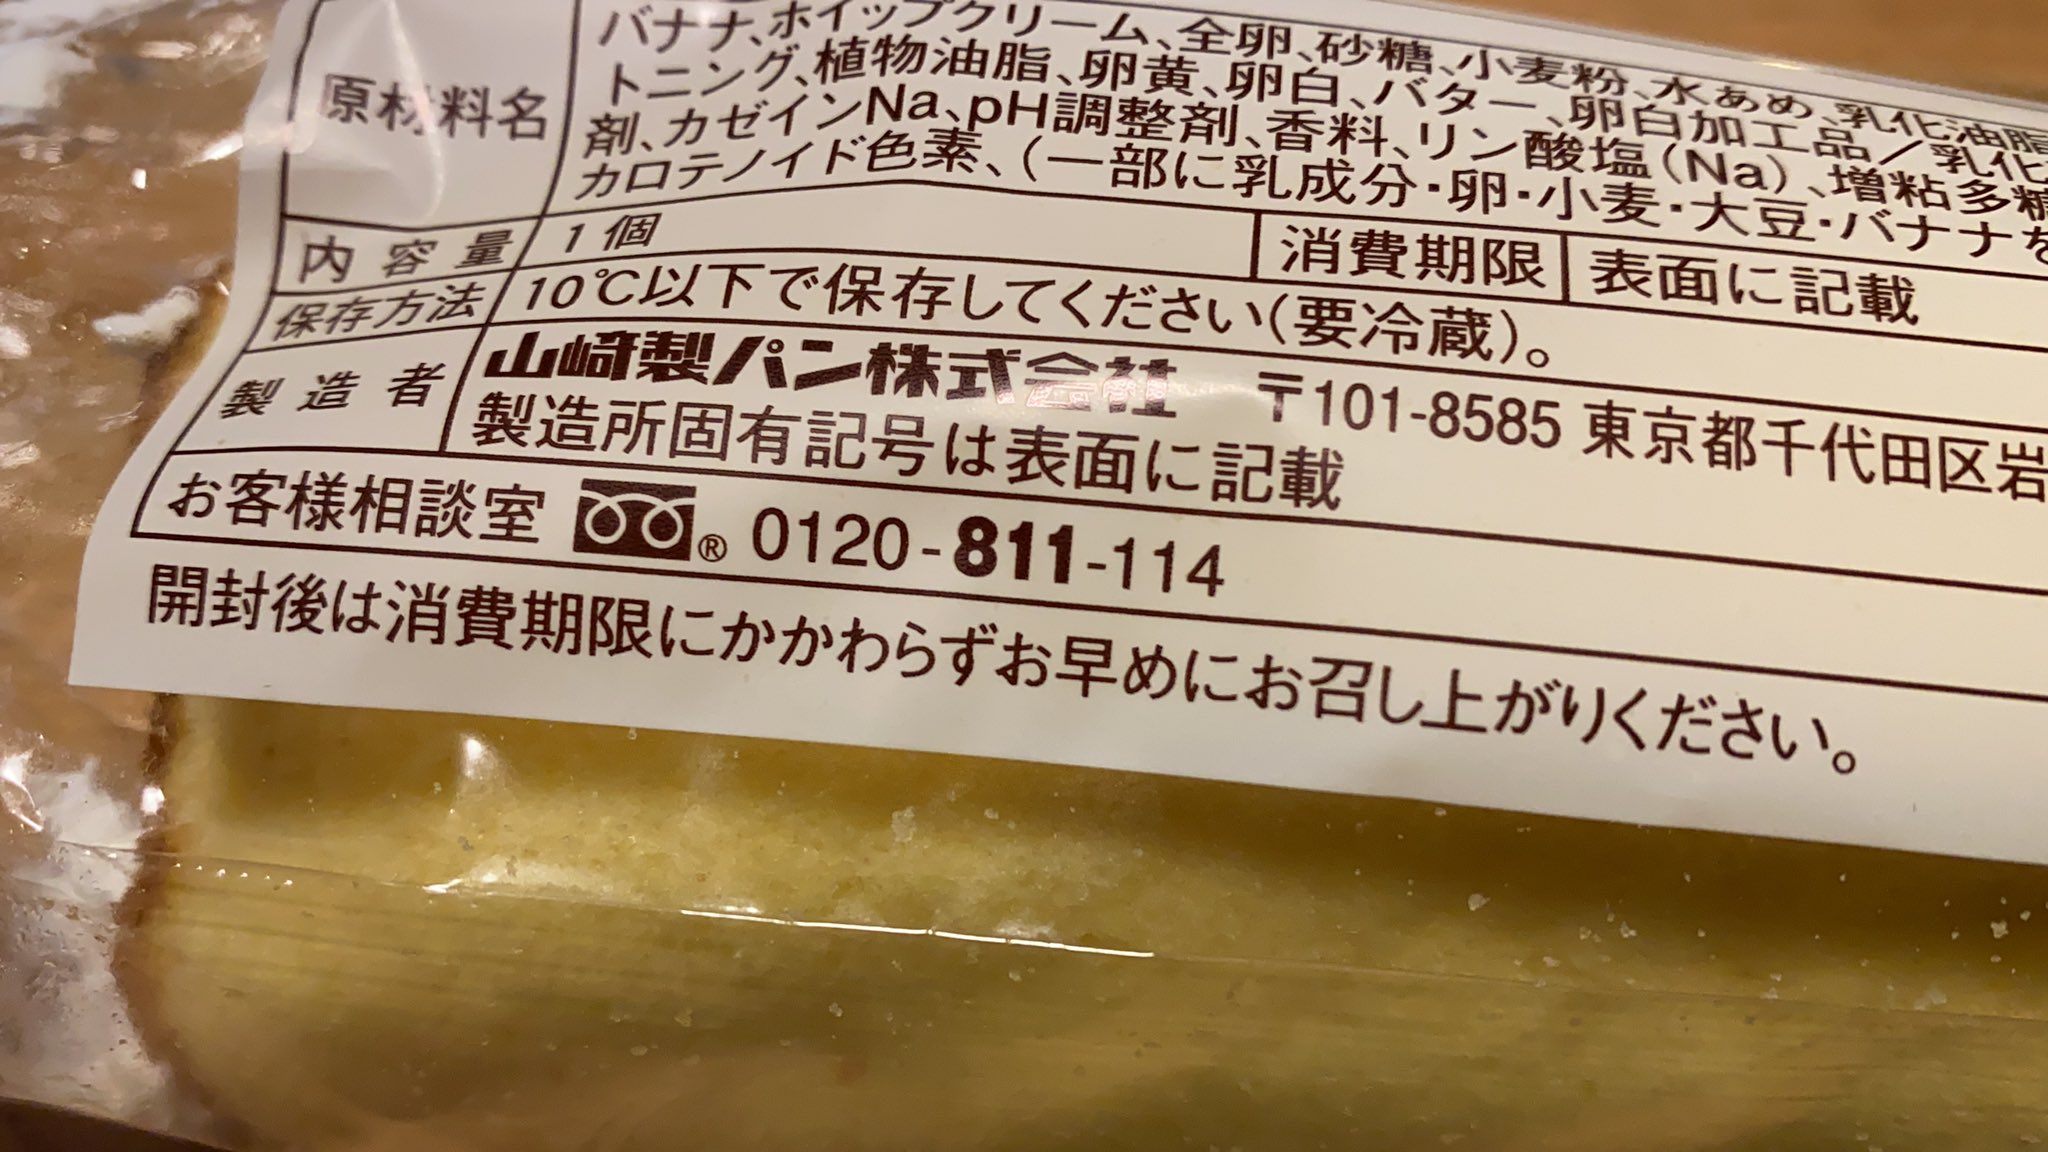 原材料名
バナナ、ホイップクリーム、全卵、砂糖、小麦粉、水あめ、乳化油脂
トニング、植物油脂、卵黄、卵白、バター、卵白加工品/乳化
剤、カゼインNa、pH調整剤、香料、リン酸塩(Na)、増粘多糖
カロテノイド色素、(一部に乳成分・卵・小麦・大豆・バナナを
内容量 1個 消費期限 表面に記載
保存方法 10℃以下で保存してください(要冷蔵)。
製造者 山崎製パン株式会社 〒101-8585 東京都千代田区岩
製造所固有記号は表面に記載
お客様相談室 ® 0120-811-114
開封後は消費期限にかかわらずお早めにお召し上がりください。